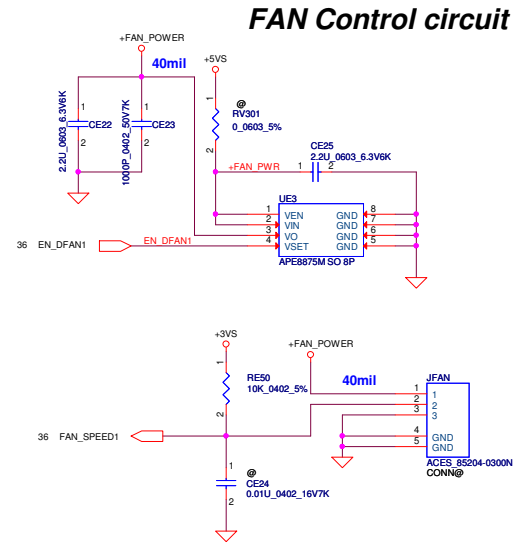 FAN Control circuit
+FAN_POWER
40mil
+5VS
1
@
RV301
0_0603_5%
2
1
CE22
2.2U_0603_6.3V6K
2
1
CE23
1000P_0402_50V7K
2
CE25
2.2U_0603_6.3V6K
+FAN_PWR
1
2
UE3
1 VEN GND 8
2 VIN GND 7
3 VO GND 6
4 VSET GND 5
APE8875M SO 8P
36 EN_DFAN1
EN_DFAN1
+3VS
+FAN_POWER
1
RE50
10K_0402_5%
2
40mil
JFAN
1 1
2 2
3 3
4 GND
5 GND
ACES_85204-0300N
CONN@
36 FAN_SPEED1
1
@
CE24
0.01U_0402_16V7K
2